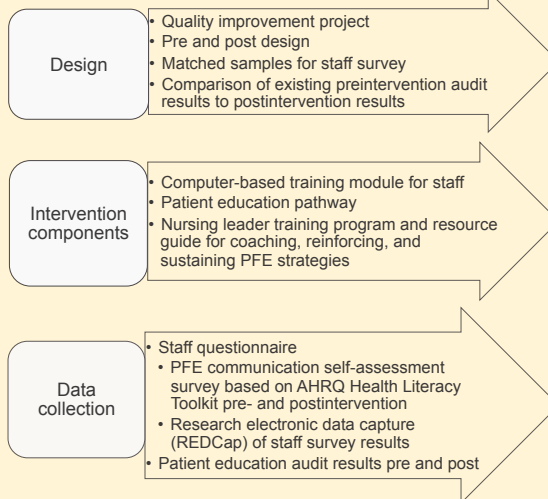 Design
• Quality improvement project
• Pre and post design
• Matched samples for staff survey
• Comparison of existing preintervention audit
results to postintervention results
Intervention
components
• Computer-based training module for staff
• Patient education pathway
• Nursing leader training program and resource
guide for coaching, reinforcing, and
sustaining PFE strategies
Data
collection
• Staff questionnaire
• PFE communication self-assessment
survey based on AHRQ Health Literacy
Toolkit pre- and postintervention
• Research electronic data capture
(REDCap) of staff survey results
• Patient education audit results pre and post